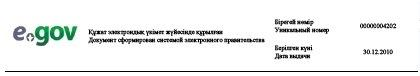 e.gov
Құжат электрондық үкімет жүйесінде құрылған
Документ сформирован системой электронного правительства
Бірегей нөмір
Уникальный номер
00000004202
Берілген күні
Дата выдачи
30.12.2010